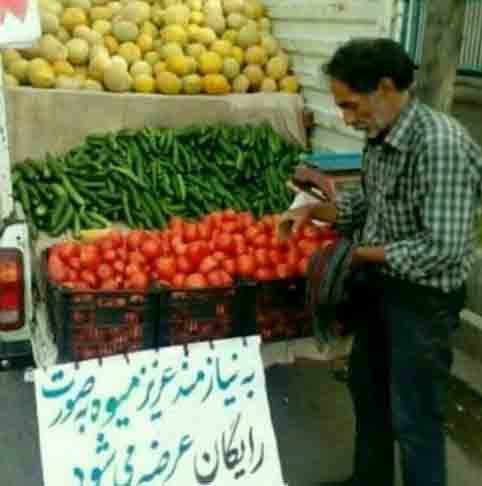 به نیازمند عزیز میوه به صورت
رایگان عرضه می شود